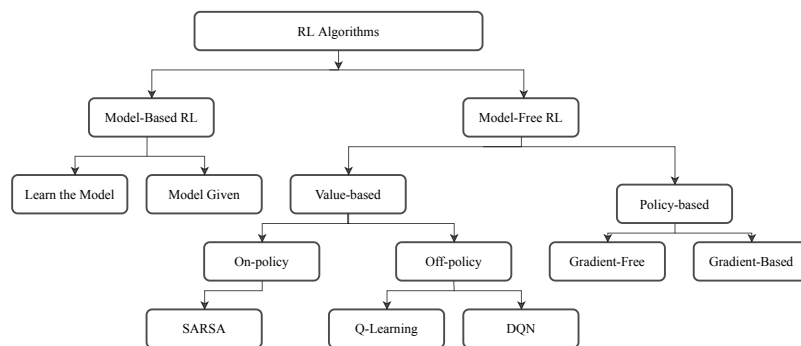 RL Algorithms
Model-Based RL
Model-Free RL
Learn the Model
Model Given
Value-based
Policy-based
On-policy
Off-policy
Gradient-Free
Gradient-Based
SARSA
Q-Learning
DQN